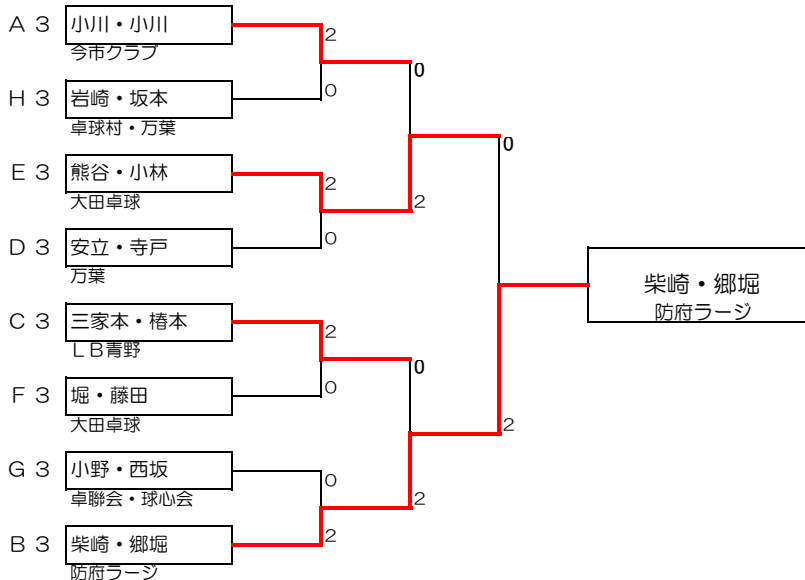 A３ 小川・小川
今市クラブ
2
0
0
H３ 岩崎・坂本
卓球村・万葉
0
E３ 熊谷・小林
大田卓球
2
2
0
D３ 安立・寺戸
万葉
柴崎・郷堀
防府ラージ
C３ 三家本・椿本
ＬＢ青野
2
0
0
F３ 堀・藤田
大田卓球
2
G３ 小野・西坂
卓聯会・球心会
0
2
2
B３ 柴崎・郷堀
防府ラージ